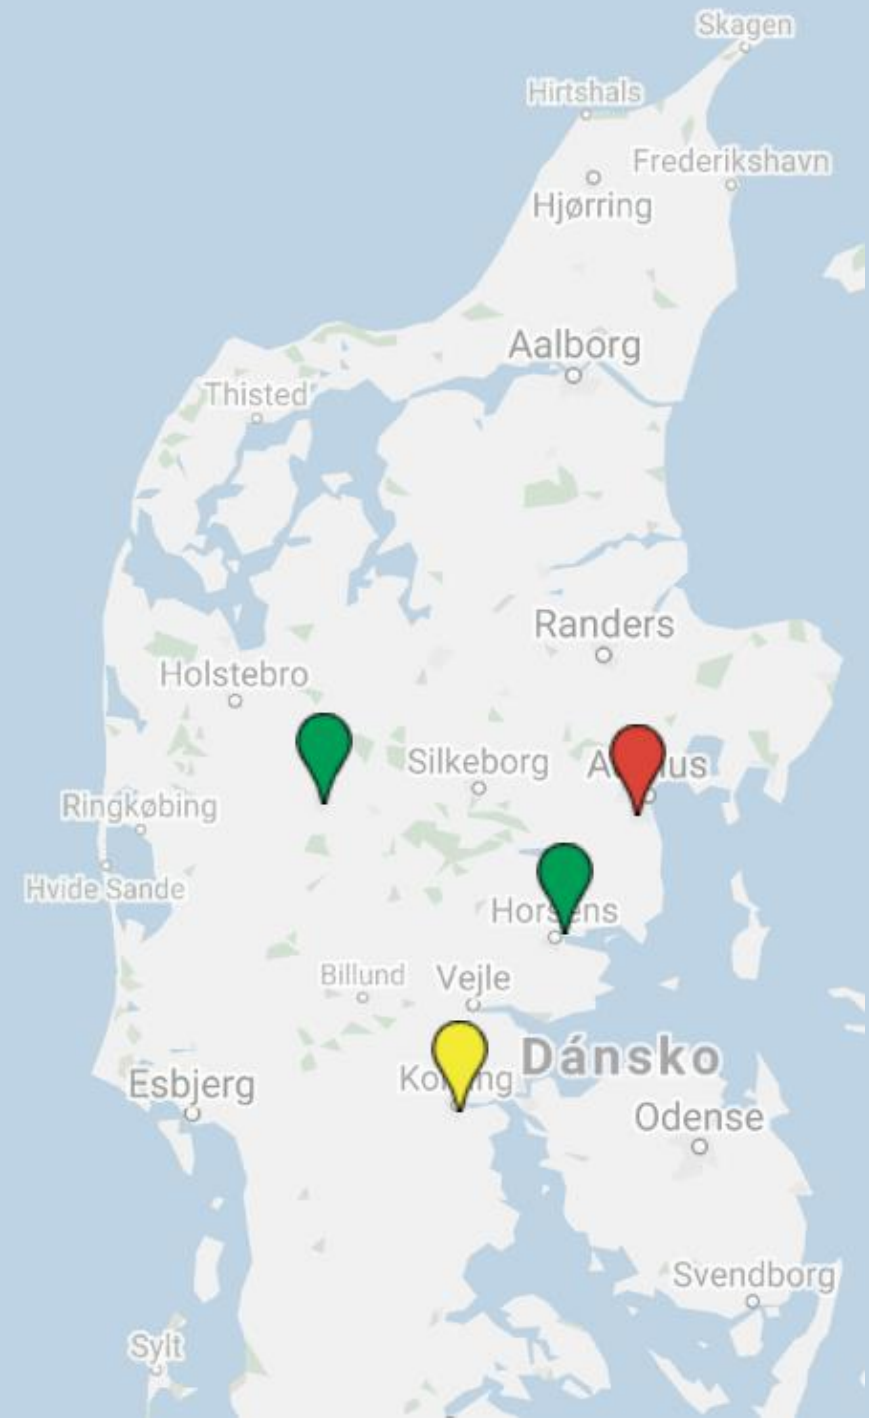 Skagen
Hirtshals
Frederikshavn
Hjørring
Aalborg
Thisted
Randers
Holstebro
Silkeborg
Ringkøbing
Hvide Sande
Billund
Vejle
Dánsko
Esbjerg
Odense
Svendborg
Sylt